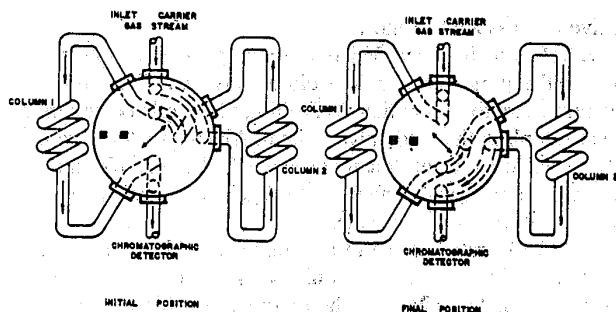 INLET CARRIER
GAS STREAM
COLUMN 1
COLUMN 2
CHROMATOGRAPHIC
DETECTOR
INITIAL POSITION
INLET CARRIER
GAS STREAM
COLUMN 1
COLUMN 2
CHROMATOGRAPHIC
DETECTOR
FINAL POSITION